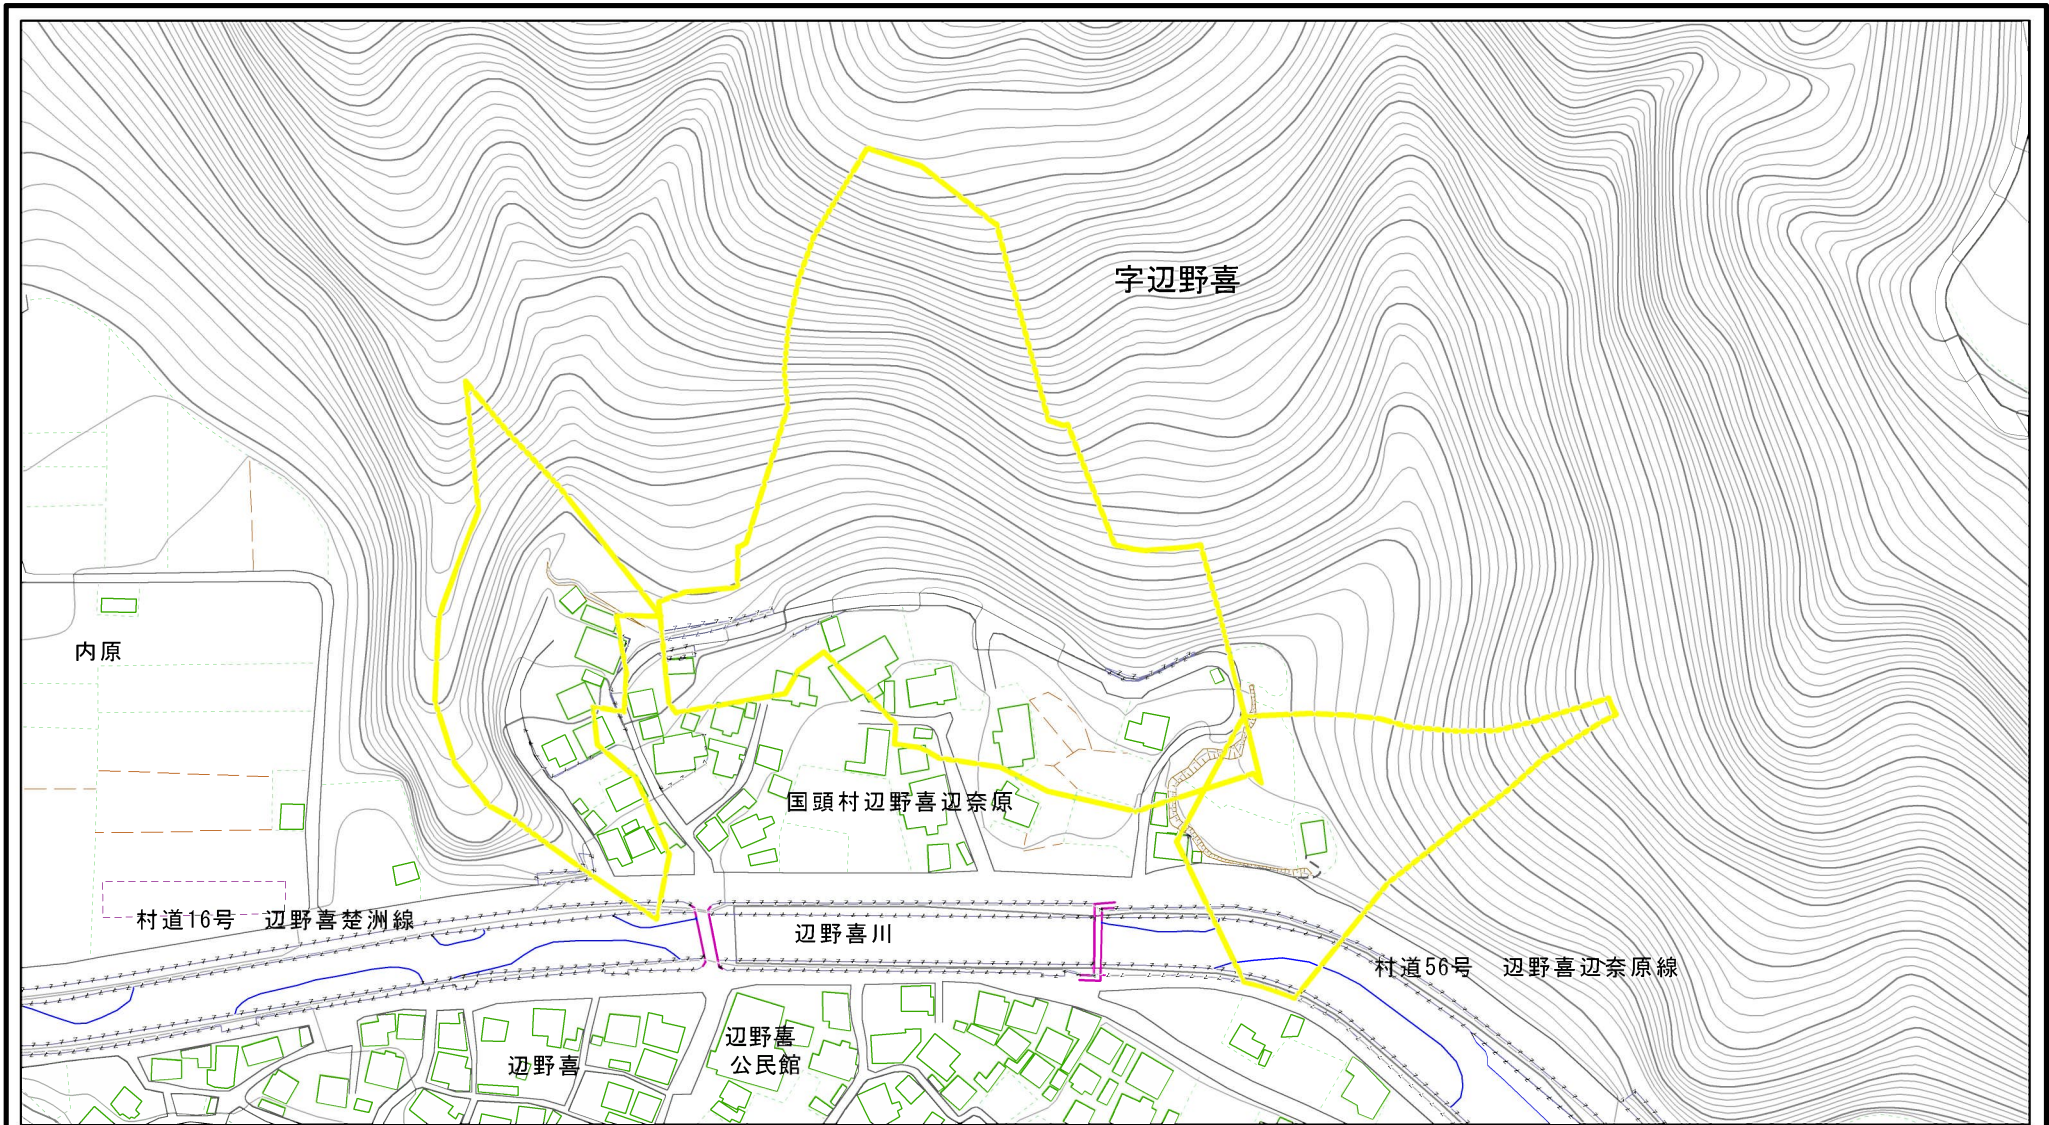 字辺野喜
内原
国頭村辺野喜辺奈原
村道16号　辺野喜楚洲線
辺野喜川
村道56号　辺野喜辺奈原線
辺野喜
辺野喜
公民館